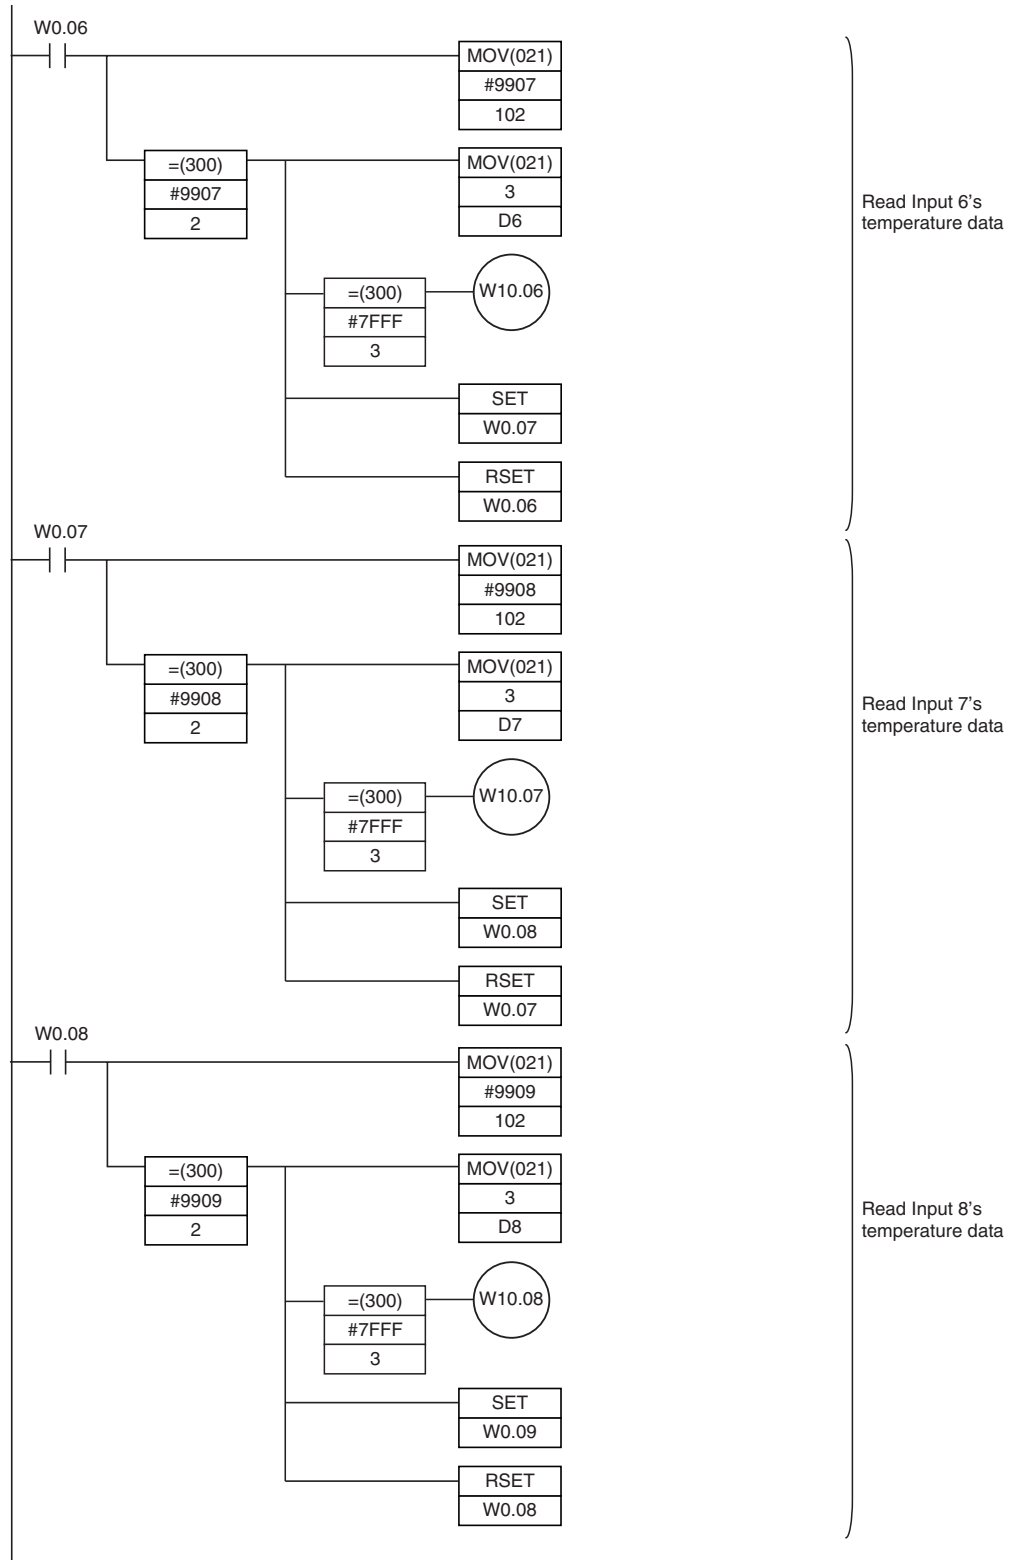 W0.06
MOV(021)
#9907
102
=(300)
#9907
2
MOV(021)
3
D6
=(300)
#7FFF
3
W10.06
SET
W0.07
RSET
W0.06
Read Input 6's
temperature data
W0.07
MOV(021)
#9908
102
=(300)
#9908
2
MOV(021)
3
D7
=(300)
#7FFF
3
W10.07
SET
W0.08
RSET
W0.07
Read Input 7's
temperature data
W0.08
MOV(021)
#9909
102
=(300)
#9909
2
MOV(021)
3
D8
=(300)
#7FFF
3
W10.08
SET
W0.09
RSET
W0.08
Read Input 8's
temperature data